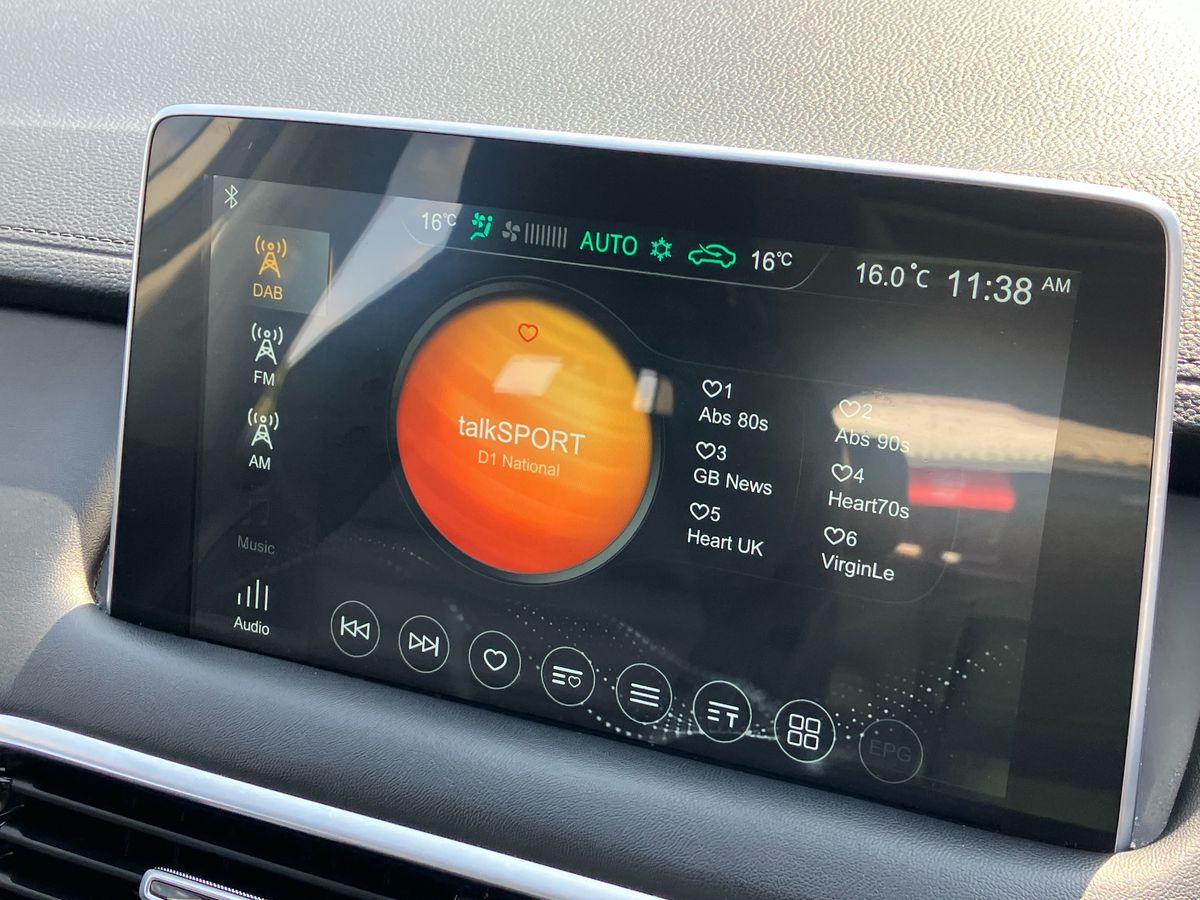 16°C AUTO 16°C
16.0°C 11:38 AM
DAB
FM
AM
Music
Audio
talkSPORT
D1 National
1
Abs 80s
2
Abs 90s
3
GB News
4
Heart70s
5
Heart UK
6
VirginLe
T
EPG